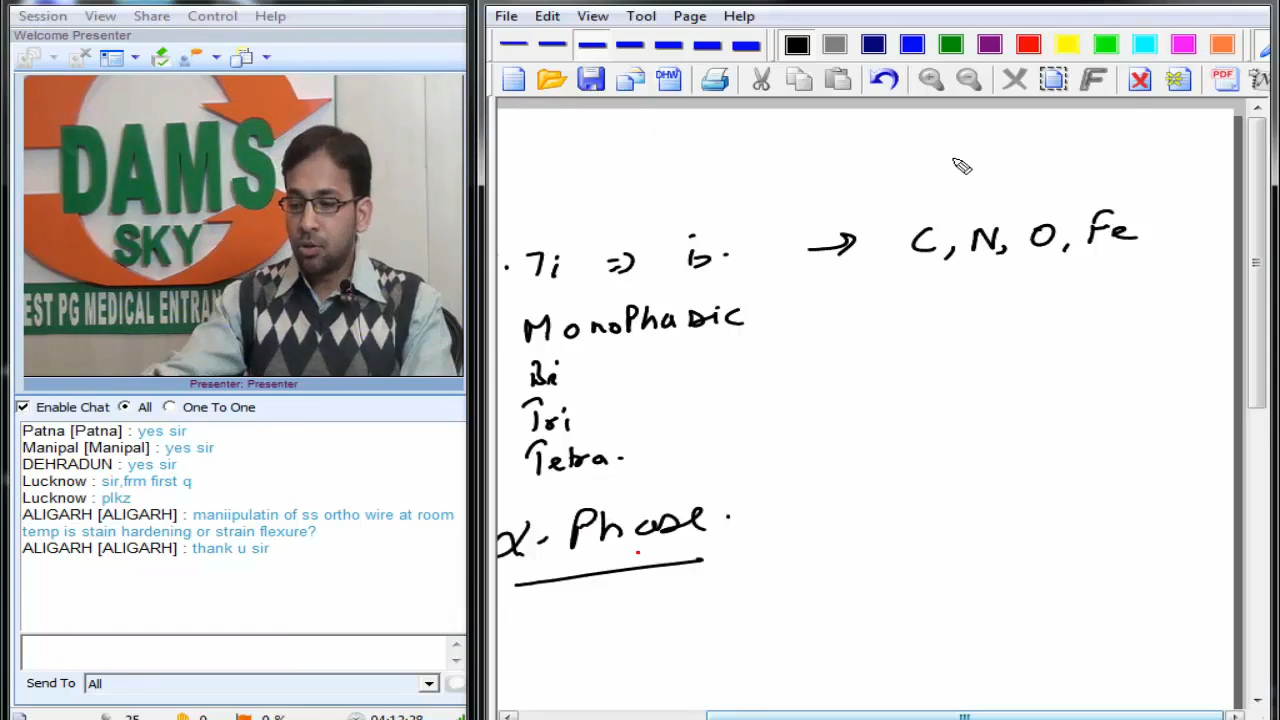 Session View Share Control Help
Welcome Presenter
DAMS
SKY
EST PG MEDICAL ENTRAN
Presenter: Presenter
Enable Chat All One To One
Patna [Patna] : yes sir
Manipal [Manipal] : yes sir
DEHRADUN : yes sir
Lucknow : sir,frm first q
Lucknow : plkz
ALIGARH [ALIGARH] : maniipulatin of ss ortho wire at room
temp is stain hardening or strain flexure?
ALIGARH [ALIGARH] : thank u sir
Send To All
File Edit View Tool Page Help
DHW
PDF
. Ti ⇒ is. → C, N, O, Fe
MonoPhasic
Bi
Tri
Tetra.
α - Phase.